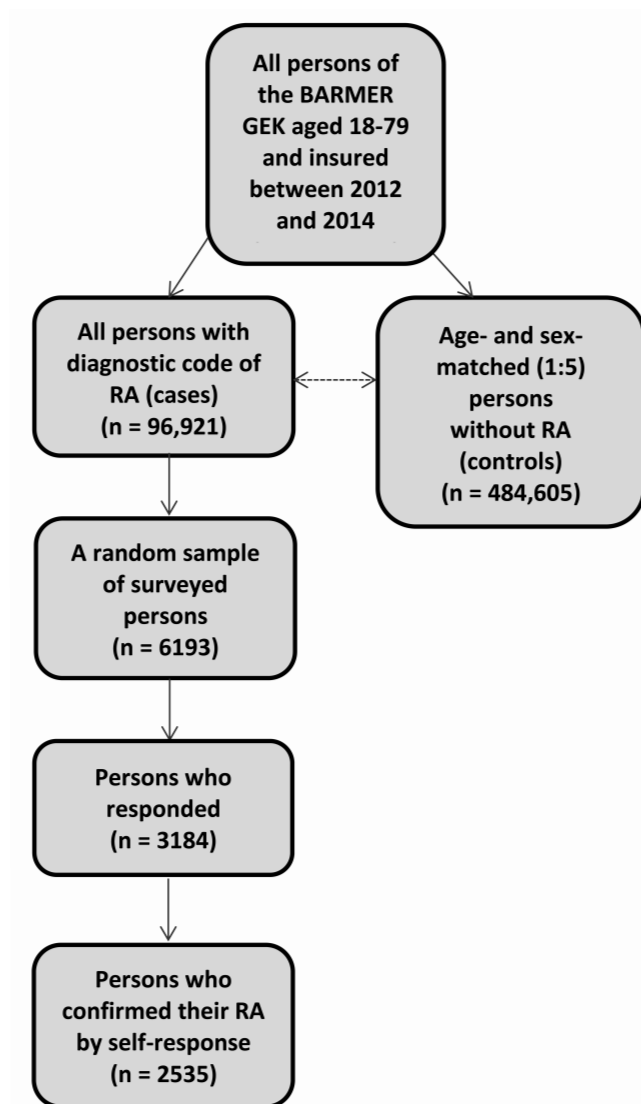 All persons of
the BARMER
GEK aged 18-79
and insured
between 2012
and 2014
All persons with
diagnostic code of
RA (cases)
(n = 96,921)
Age- and sex-
matched (1:5)
persons
without RA
(controls)
(n = 484,605)
A random sample
of surveyed
persons
(n = 6193)
Persons who
responded
(n = 3184)
Persons who
confirmed their RA
by self-response
(n = 2535)